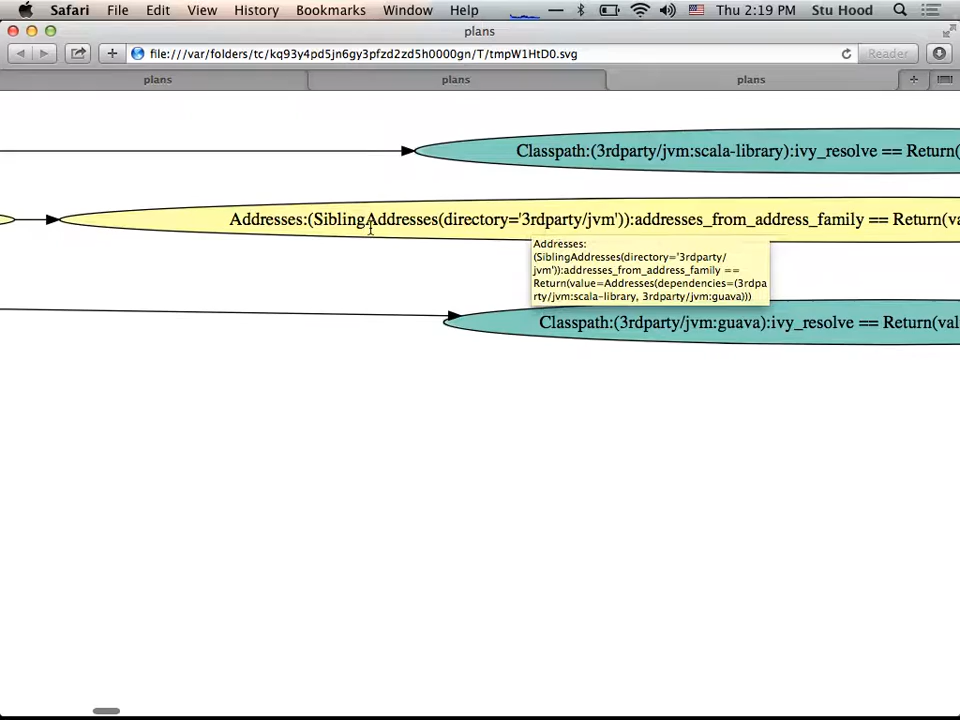 Safari File Edit View History Bookmarks Window Help Thu 2:19 PM Stu Hood
plans
file:///var/folders/tc/kq93y4pd5jn6gy3pfzd2zd5h0000gn/T/tmpW1HtD0.svg Reader
plans plans plans
Classpath:(3rdparty/jvm:scala-library):ivy_resolve == Return(
Addresses:(SiblingAddresses(directory='3rdparty/jvm')):addresses_from_address_family == Return(va
Addresses:
(SiblingAddresses(directory='3rdparty/
jvm')):addresses_from_address_family ==
Return(value=Addresses(dependencies=(3rdpa
rty/jvm:scala-library, 3rdparty/jvm:guava)))
Classpath:(3rdparty/jvm:guava):ivy_resolve == Return(val